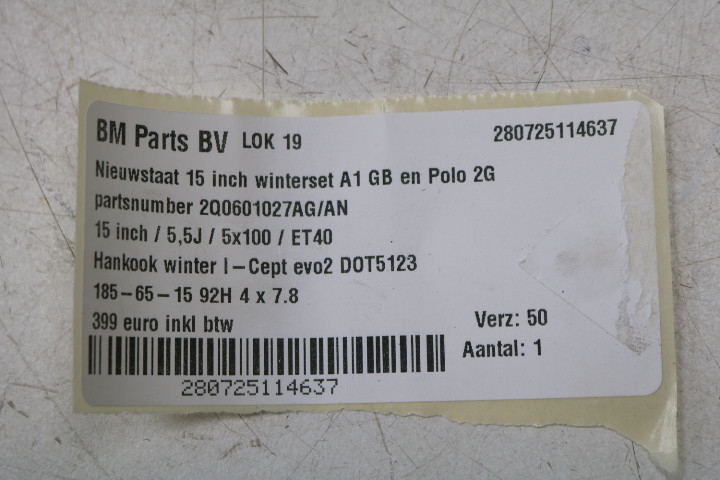 BM Parts BV LOK 19 280725114637
Nieuwstaat 15 inch winterset A1 GB en Polo 2G
partsnumber 2Q0601027AG/AN
15 inch / 5,5J / 5x100 / ET40
Hankook winter I-Cept evo2 DOT5123
185-65-15 92H 4 x 7.8
399 euro inkl btw Verz: 50
Aantal: 1
280725114637